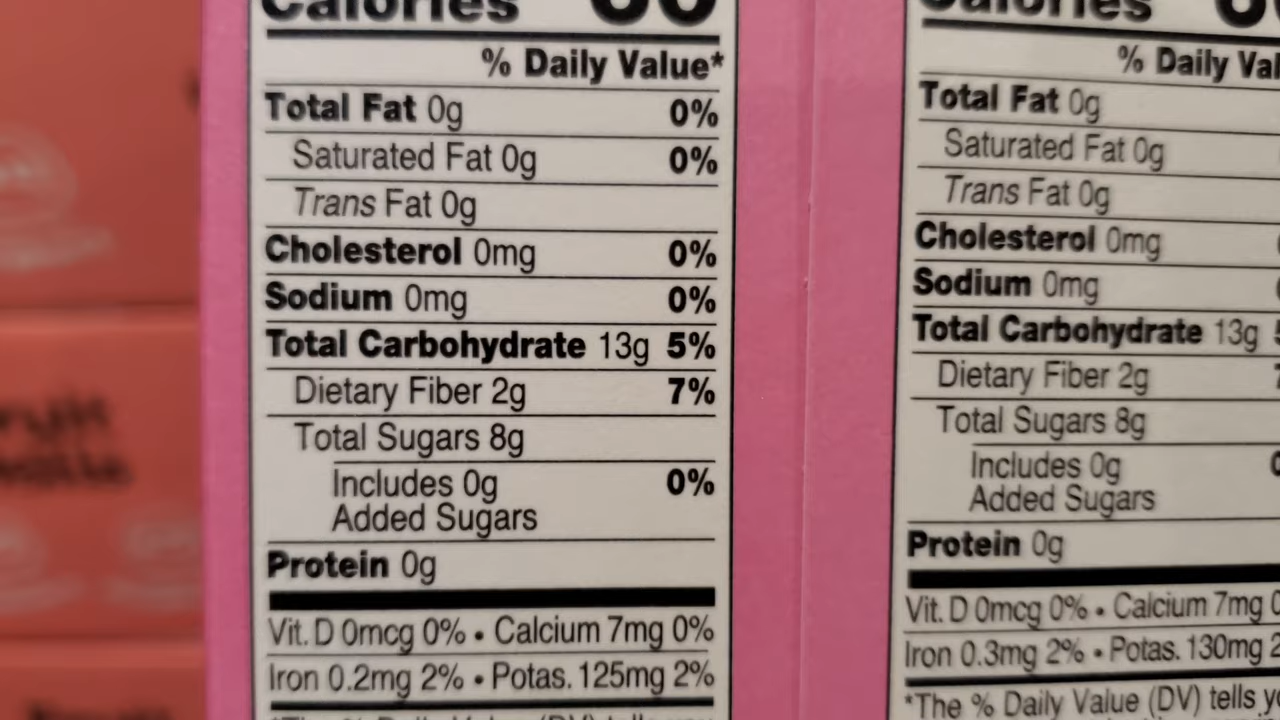 Calories
% Daily Value*
Total Fat 0g 0%
Saturated Fat 0g 0%
Trans Fat 0g
Cholesterol 0mg 0%
Sodium 0mg 0%
Total Carbohydrate 13g 5%
Dietary Fiber 2g 7%
Total Sugars 8g
Includes 0g 0%
Added Sugars
Protein 0g
Vit. D 0mcg 0% • Calcium 7mg 0%
Iron 0.2mg 2% • Potas. 125mg 2%
Calories
% Daily Val
Total Fat 0g
Saturated Fat 0g
Trans Fat 0g
Cholesterol 0mg
Sodium 0mg
Total Carbohydrate 13g
Dietary Fiber 2g
Total Sugars 8g
Includes 0g
Added Sugars
Protein 0g
Vit. D 0mcg 0% • Calcium 7mg
Iron 0.3mg 2% • Potas. 130mg 2
*The % Daily Value (DV) tells y